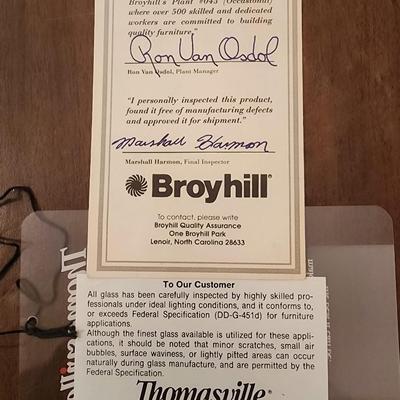 Broyhill's Plant #043 (Occasional)
where over 500 skilled and dedicated
workers are committed to building
quality furniture."
Ron Van Osdol
Ron Van Osdol, Plant Manager
"I personally inspected this product,
found it free of manufacturing defects
and approved it for shipment."
Marshall Harmon
Marshall Harmon, Final Inspector
Broyhill®
To contact, please write
Broyhill Quality Assurance
One Broyhill Park
Lenoir, North Carolina 28633
To Our Customer
All glass has been carefully inspected by highly skilled pro-
fessionals under ideal lighting conditions, and it conforms to,
or exceeds Federal Specification (DD-G-451d) for furniture
applications.
Although the finest glass available is utilized for these appli-
cations, it should be noted that minor scratches, small air
bubbles, surface waviness, or lightly pitted areas can occur
naturally during glass manufacture, and are permitted by the
Federal Specification.
Thomasville®